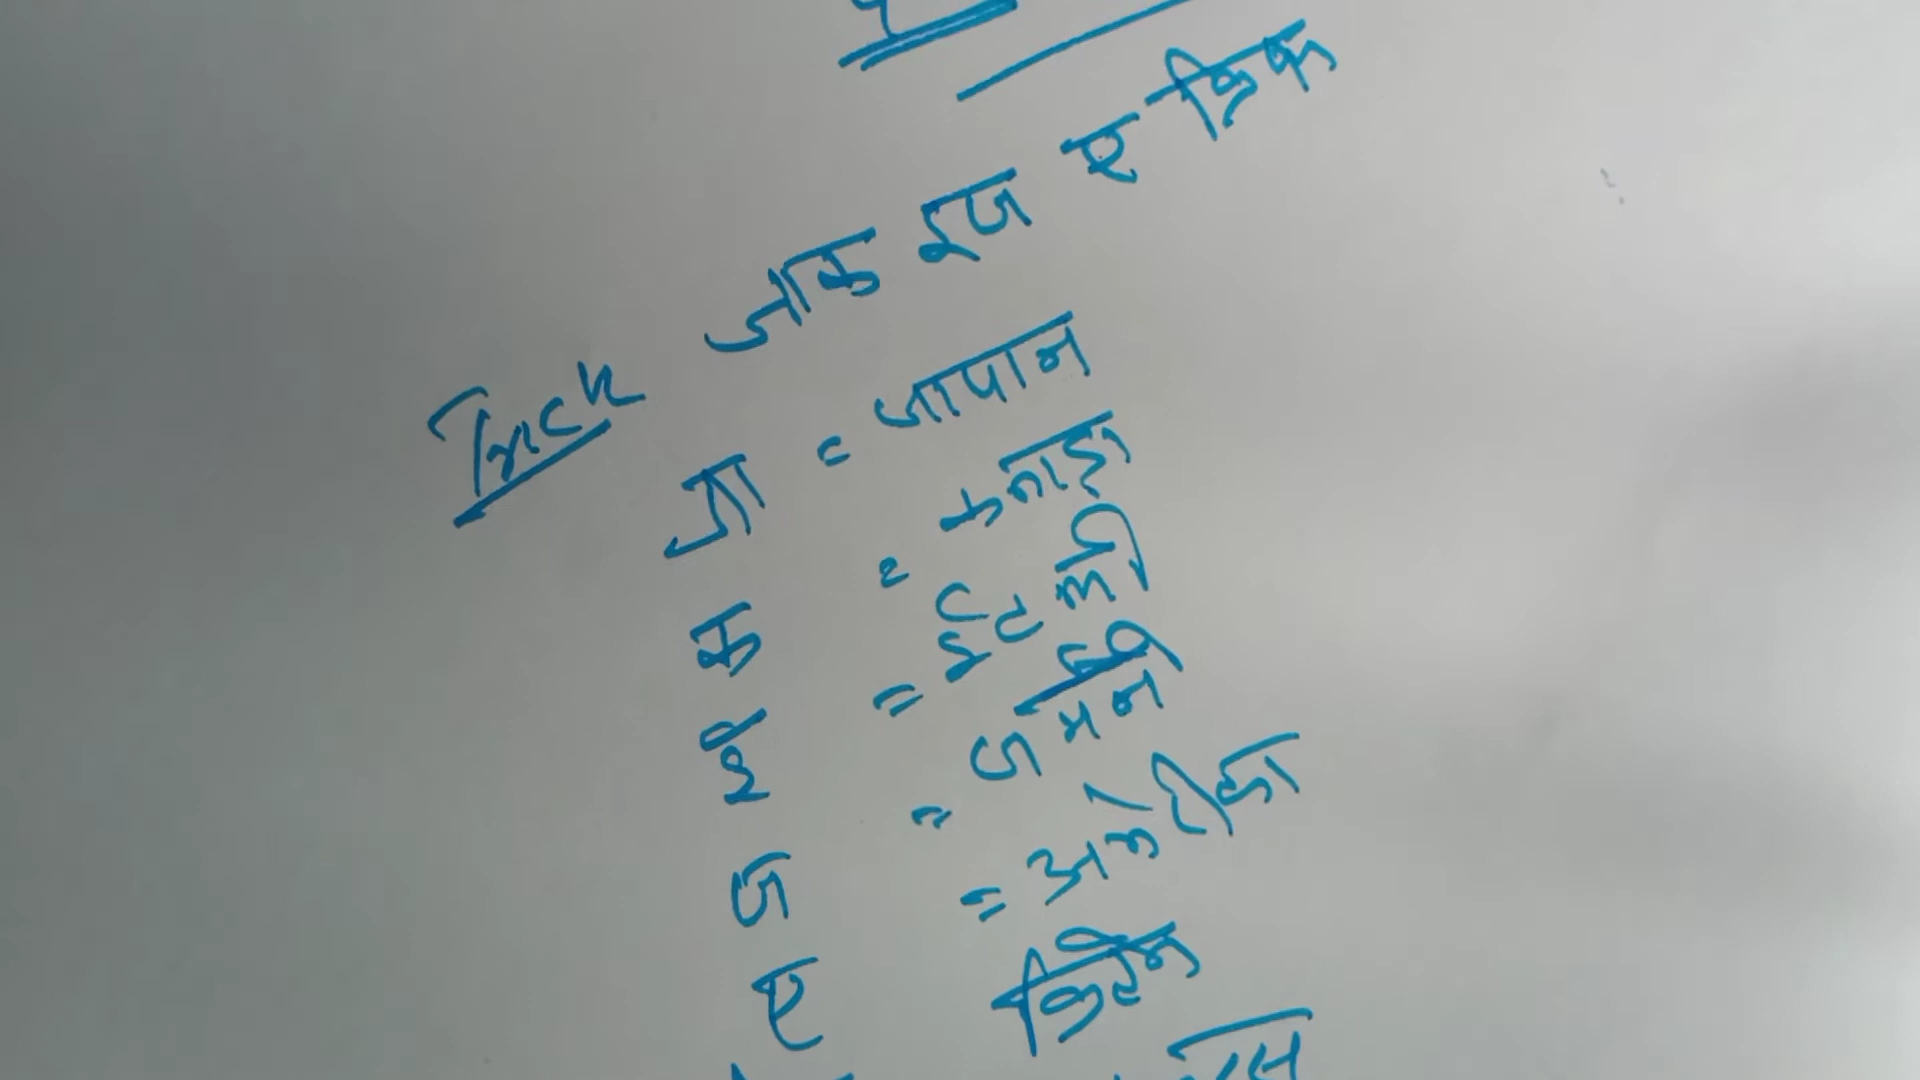 Trick जाक इज ए ब्रिफ
जा = जापान
क = कनाडा
ई = इटली
ज = जर्मन
ए = अमेरीका
ब्रिटेन